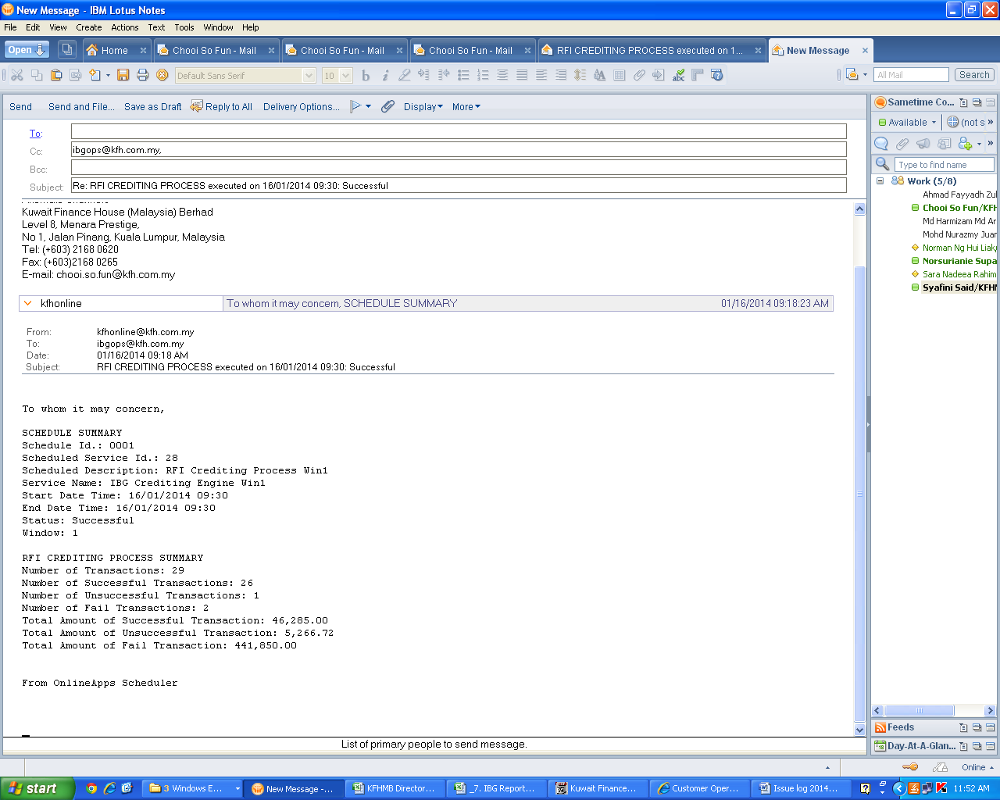 New Message - IBM Lotus Notes
File Edit View Create Actions Text Tools Window Help
Open Home Chooi So Fun - Mail Chooi So Fun - Mail Chooi So Fun - Mail RFI CREDITING PROCESS executed on 1... New Message
Default Sans Serif 10 All Mail Search
Send Send and File... Save as Draft Reply to All Delivery Options... Display More
To:
Cc: ibgops@kfh.com.my,
Bcc:
Subject: Re: RFI CREDITING PROCESS executed on 16/01/2014 09:30: Successful
Kuwait Finance House (Malaysia) Berhad
Level 8, Menara Prestige,
No 1, Jalan Pinang, Kuala Lumpur, Malaysia
Tel: (+603) 2168 0620
Fax: (+603)2168 0265
E-mail: chooi.so.fun@kfh.com.my
kfhonline To whom it may concern, SCHEDULE SUMMARY 01/16/2014 09:18:23 AM
From: kfhonline@kfh.com.my
To: ibgops@kfh.com.my
Date: 01/16/2014 09:18 AM
Subject: RFI CREDITING PROCESS executed on 16/01/2014 09:30: Successful
To whom it may concern,
SCHEDULE SUMMARY
Schedule Id.: 0001
Scheduled Service Id.: 28
Scheduled Description: RFI Crediting Process Win1
Service Name: IBG Crediting Engine Win1
Start Date Time: 16/01/2014 09:30
End Date Time: 16/01/2014 09:30
Status: Successful
Window: 1
RFI CREDITING PROCESS SUMMARY
Number of Transactions: 29
Number of Successful Transactions: 26
Number of Unsuccessful Transactions: 1
Number of Fail Transactions: 2
Total Amount of Successful Transaction: 46,285.00
Total Amount of Unsuccessful Transaction: 5,266.72
Total Amount of Fail Transaction: 441,850.00
From OnlineApps Scheduler
List of primary people to send message.
Sametime Co...
Available (not s »
»
Type to find name
Work (5/8)
Ahmad Fayyadh Zul
Chooi So Fun/KFH
Md Harmizam Md Ar
Mohd Nurazmy Juar
Norman Ng Hui Liak/
Norsurianie Supa
Sara Nadeea Rahim
Syafini Said/KFHM
Feeds
Day-At-A-Glan...
Online
start 3 Windows E... New Message -... KFHMB Director... _7. IBG Report... Kuwait Finance... Customer Oper... Issue log 2014... 11:52 AM